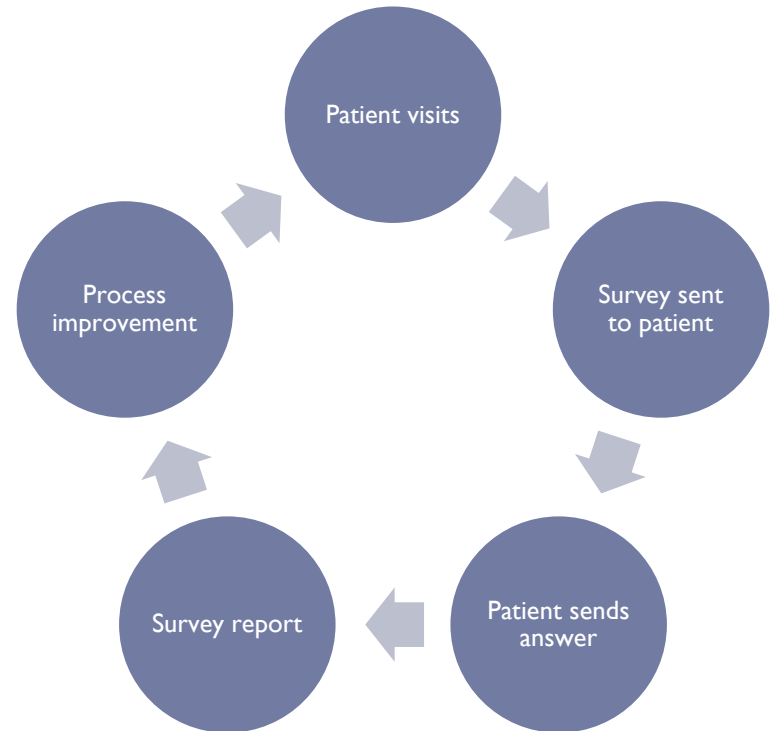 Patient visits
Survey sent
to patient
Patient sends
answer
Survey report
Process
improvement